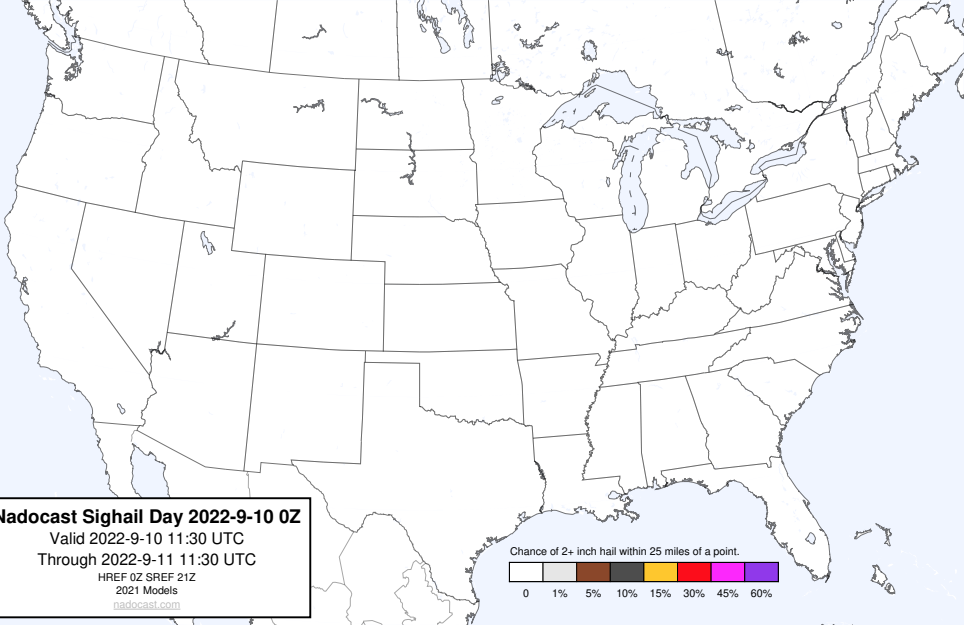 Nadocast Sighail Day 2022-9-10 0Z
Valid 2022-9-10 11:30 UTC
Through 2022-9-11 11:30 UTC
HREF 0Z SREF 21Z
2021 Models
nadocast.com
Chance of 2+ inch hail within 25 miles of a point.
0 1% 5% 10% 15% 30% 45% 60%